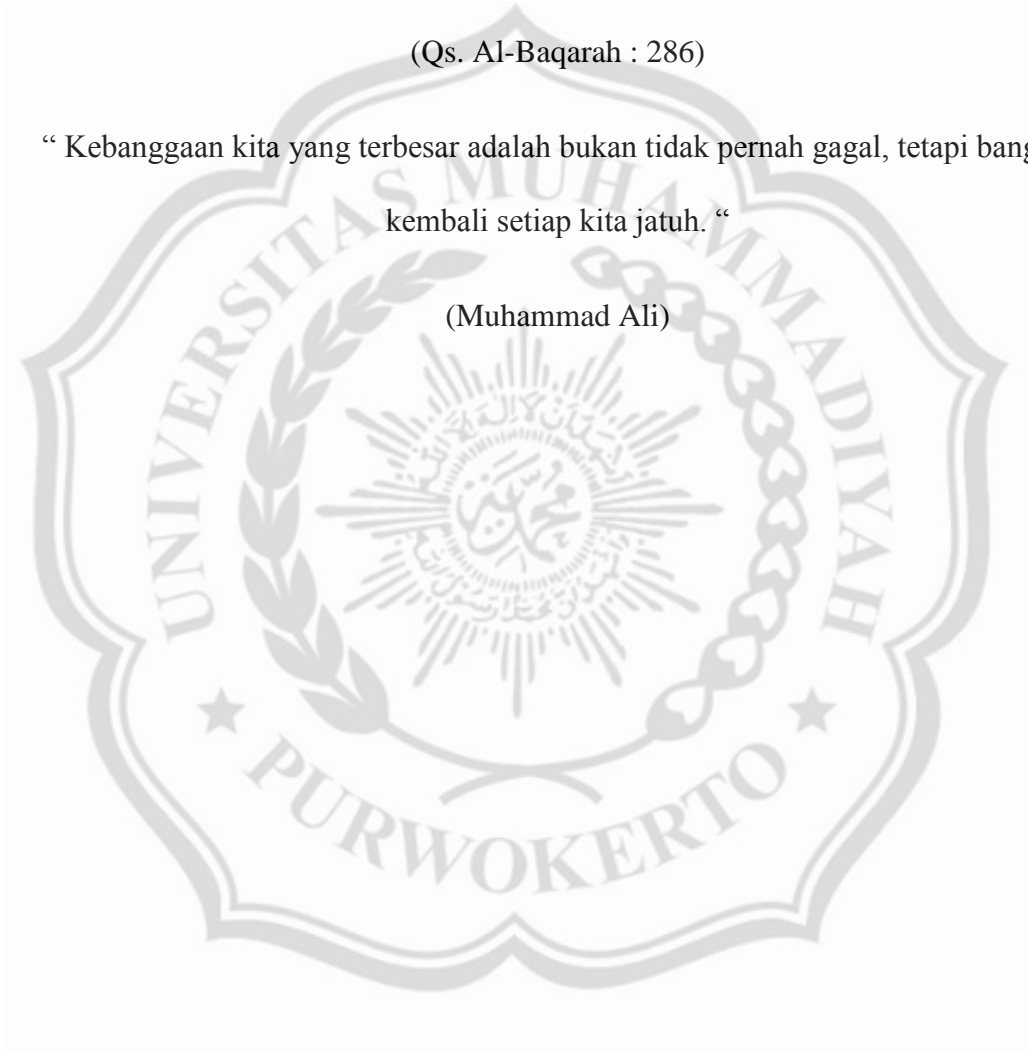 (Qs. Al-Baqarah : 286)
“ Kebanggaan kita yang terbesar adalah bukan tidak pernah gagal, tetapi
kembali setiap kita jatuh. “
(Muhammad Ali)
UNIVERSITAS MUHAMMADIYAH
PURWOKERTO